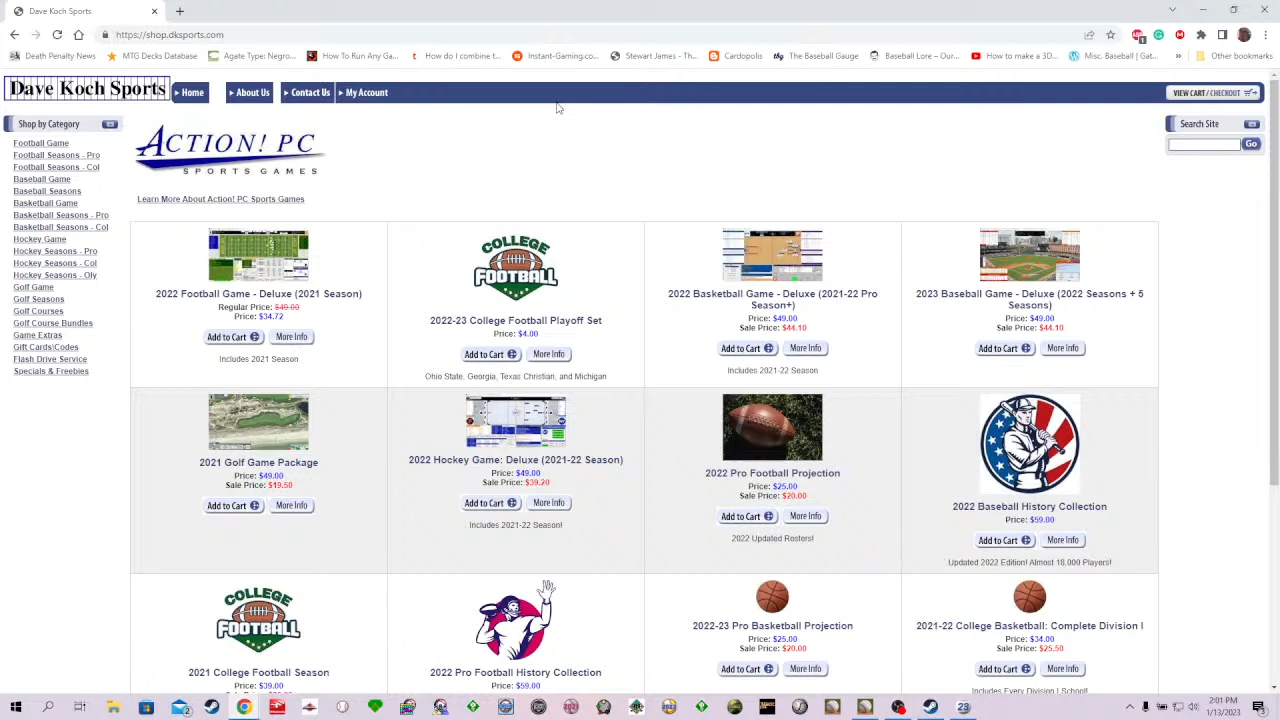 Dave Koch Sports
https://shop.dksports.com
Death Penalty News
MTG Decks Database
Agate Type: Negro...
How To Run Any Ga...
How do I combine t...
Instant-Gaming.co...
Stewart James - Th...
Cardopolis
The Baseball Gauge
Baseball Lore – Our...
How to make a 3D...
Misc. Baseball | Gat...
Other bookmarks
Dave Koch Sports
Home
About Us
Contact Us
My Account
VIEW CART / CHECKOUT
Shop by Category
Football Game
Football Seasons - Pro
Football Seasons - Col
Baseball Game
Baseball Seasons
Basketball Game
Basketball Seasons - Pro
Basketball Seasons - Col
Hockey Game
Hockey Seasons - Pro
Hockey Seasons - Col
Hockey Seasons - Oly
Golf Game
Golf Seasons
Golf Courses
Golf Course Bundles
Game Extras
Gift Cards\Codes
Flash Drive Service
Specials & Freebies
ACTION! PC
SPORTS GAMES
Learn More About Action! PC Sports Games
Search Site
Go
2022 Football Game - Deluxe (2021 Season)
Regular Price: $49.00
Price: $34.72
Add to Cart More Info
Includes 2021 Season
COLLEGE
FOOTBALL
2022-23 College Football Playoff Set
Price: $4.00
Add to Cart More Info
Ohio State, Georgia, Texas Christian, and Michigan
2022 Basketball Game - Deluxe (2021-22 Pro
Season+)
Price: $49.00
Sale Price: $44.10
Add to Cart More Info
Includes 2021-22 Season
2023 Baseball Game - Deluxe (2022 Seasons + 5
Seasons)
Price: $49.00
Sale Price: $44.10
Add to Cart More Info
2021 Golf Game Package
Price: $49.00
Sale Price: $19.50
Add to Cart More Info
2022 Hockey Game: Deluxe (2021-22 Season)
Price: $49.00
Sale Price: $39.20
Add to Cart More Info
Includes 2021-22 Season!
2022 Pro Football Projection
Price: $25.00
Sale Price: $20.00
Add to Cart More Info
2022 Updated Rosters!
2022 Baseball History Collection
Price: $59.00
Add to Cart More Info
Updated 2022 Edition! Almost 18,000 Players!
COLLEGE
FOOTBALL
2021 College Football Season
Price: $39.00
2022 Pro Football History Collection
Price: $59.00
2022-23 Pro Basketball Projection
Price: $25.00
Sale Price: $20.00
Add to Cart More Info
2021-22 College Basketball: Complete Division I
Price: $34.00
Sale Price: $25.50
Add to Cart More Info
Includes Every Division I School!
2:01 PM
1/13/2023